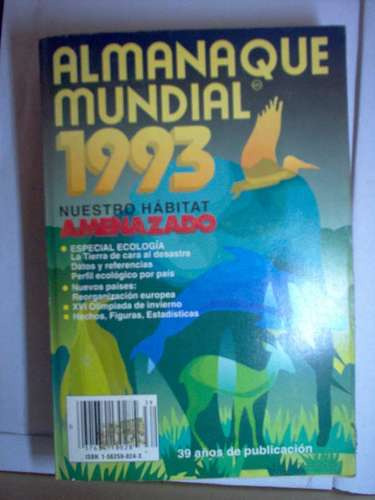 ALMANAQUE
MUNDIAL
1993
NUESTRO HÁBITAT
AMENAZADO
ESPECIAL ECOLOGÍA
La Tierra de cara al desastre
Datos y referencias
Perfil ecológico por país
Nuevos países:
Reorganización europea
XVI Olimpiada de invierno
Hechos, Figuras, Estadísticas
39 años de publicación